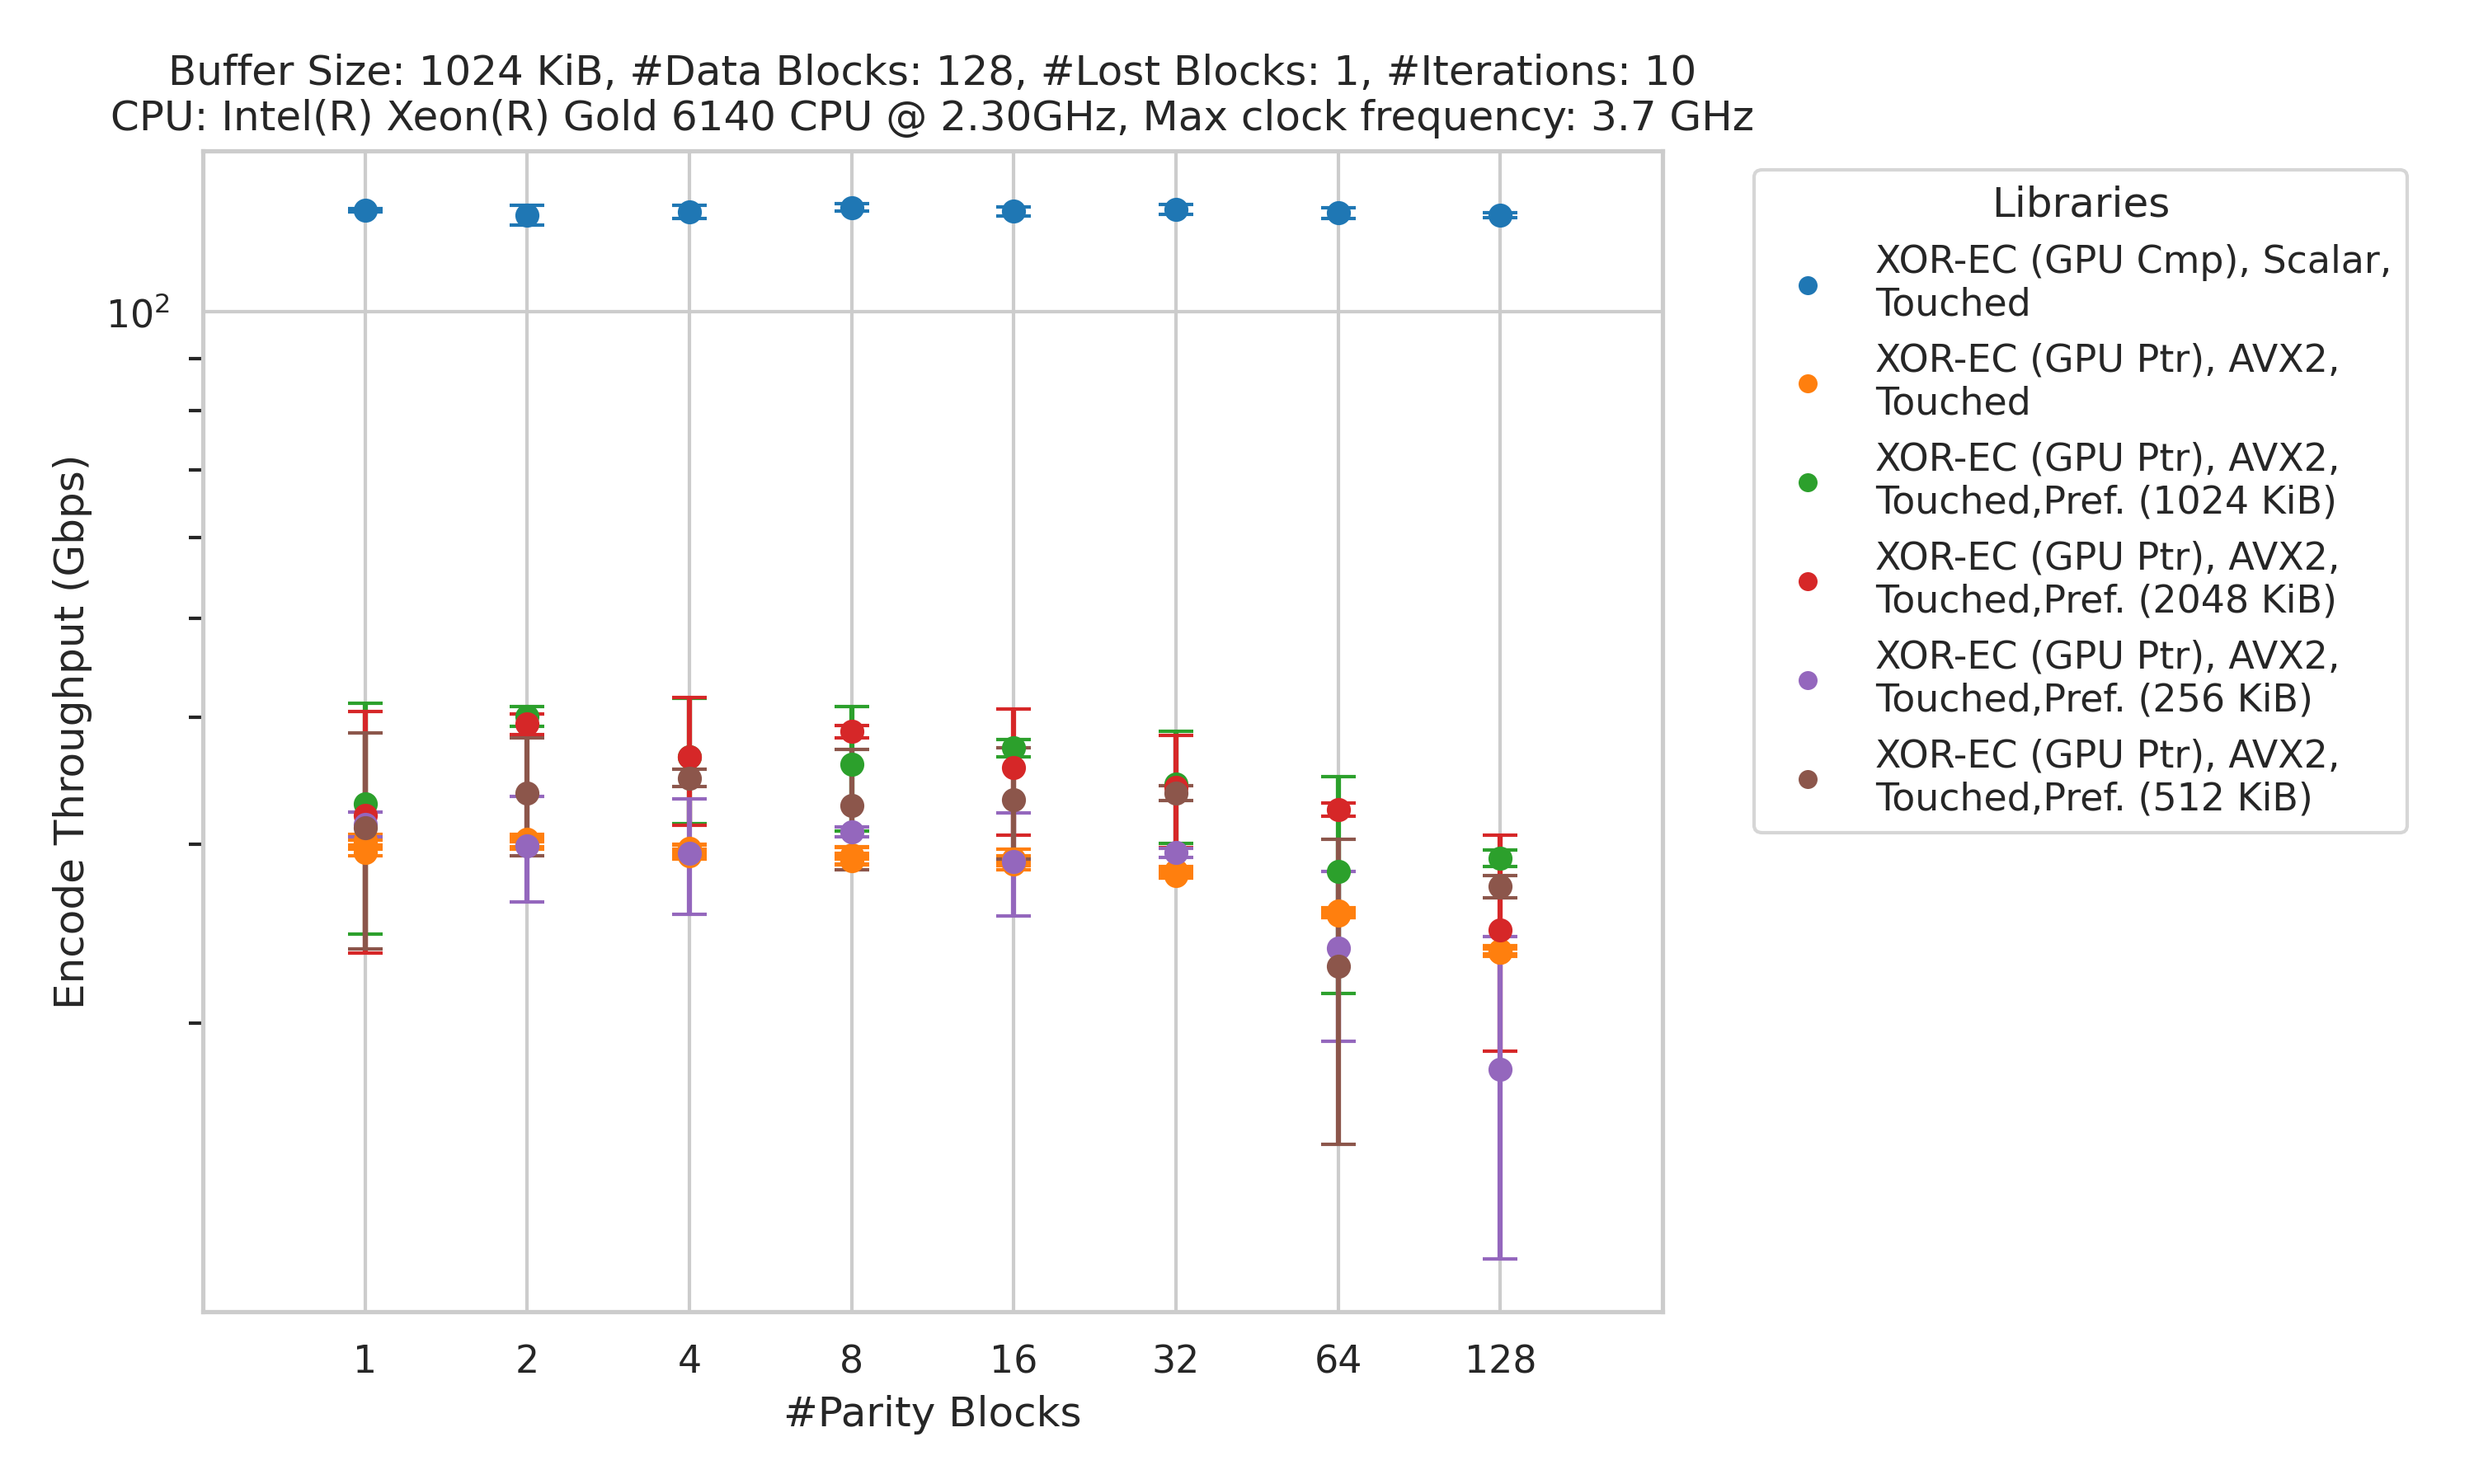 Buffer Size: 1024 KiB, #Data Blocks: 128, #Lost Blocks: 1, #Iterations: 10
CPU: Intel(R) Xeon(R) Gold 6140 CPU @ 2.30GHz, Max clock frequency: 3.7 GHz
Encode Throughput (Gbps)
10²
1 2 4 8 16 32 64 128
#Parity Blocks
Libraries
XOR-EC (GPU Cmp), Scalar,
Touched
XOR-EC (GPU Ptr), AVX2,
Touched
XOR-EC (GPU Ptr), AVX2,
Touched,Pref. (1024 KiB)
XOR-EC (GPU Ptr), AVX2,
Touched,Pref. (2048 KiB)
XOR-EC (GPU Ptr), AVX2,
Touched,Pref. (256 KiB)
XOR-EC (GPU Ptr), AVX2,
Touched,Pref. (512 KiB)